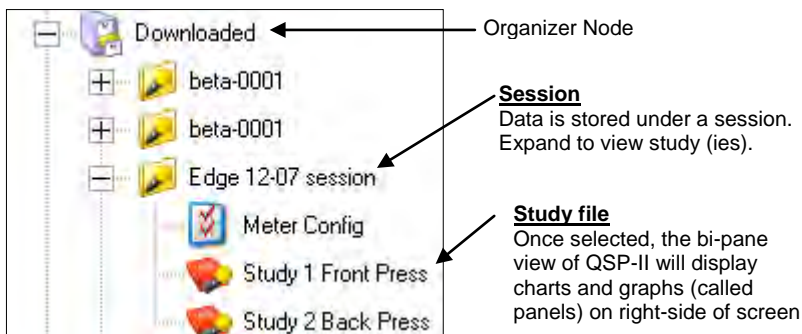 Downloaded
Organizer Node
beta-0001
beta-0001
Edge 12-07 session
Meter Config
Study 1 Front Press
Study 2 Back Press
Session
Data is stored under a session.
Expand to view study (ies).
Study file
Once selected, the bi-pane
view of QSP-II will display
charts and graphs (called
panels) on right-side of screen